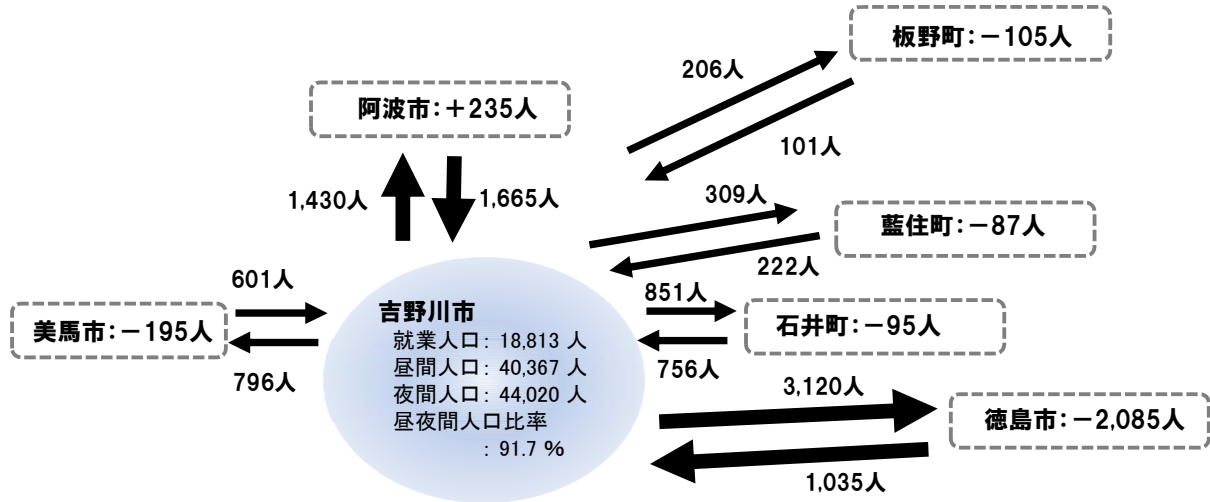 板野町：－105人
206人
101人
阿波市：＋235人
1,430人
1,665人
309人
藍住町：－87人
222人
601人
美馬市：－195人
796人
吉野川市
就業人口：18,813 人
昼間人口：40,367 人
夜間人口：44,020 人
昼夜間人口比率
：91.7 %
851人
石井町：－95人
756人
3,120人
徳島市：－2,085人
1,035人